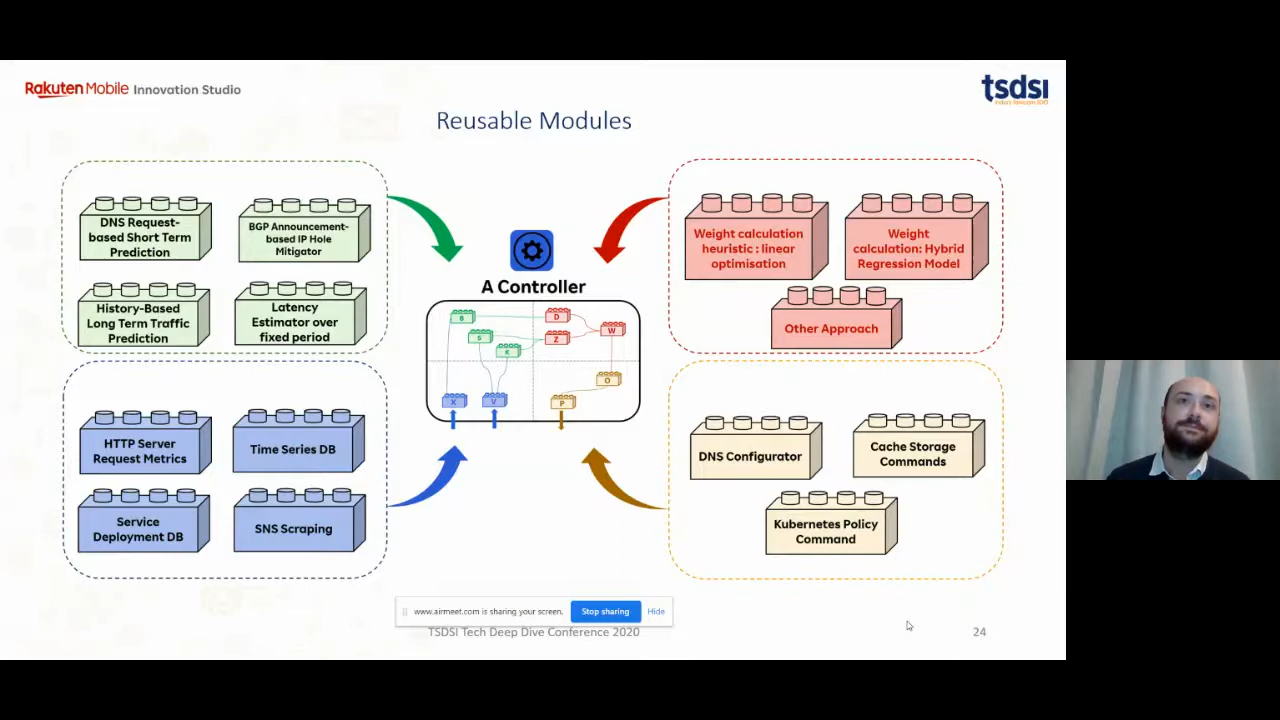 Rakuten Mobile Innovation Studio
tsdsi
India's Telecom SDO
Reusable Modules
DNS Request-
based Short Term
Prediction
BGP Announcement-
based IP Hole
Mitigator
History-Based
Long Term Traffic
Prediction
Latency
Estimator over
fixed period
HTTP Server
Request Metrics
Time Series DB
Service
Deployment DB
SNS Scraping
A Controller
B
D
W
S
Z
K
O
X
V
P
Weight calculation
heuristic : linear
optimisation
Weight
calculation: Hybrid
Regression Model
Other Approach
DNS Configurator
Cache Storage
Commands
Kubernetes Policy
Command
www.airmeet.com is sharing your screen.
Stop sharing
Hide
TSDSI Tech Deep Dive Conference 2020
24